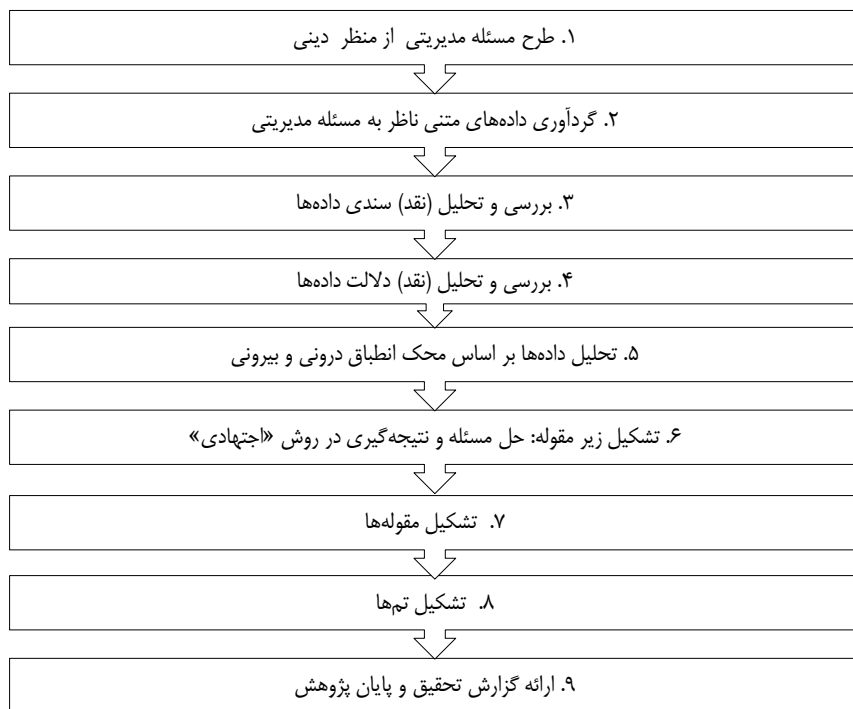 ۱. طرح مسئله مدیریتی از منظر دینی
۲. گردآوری داده‌های متنی ناظر به مسئله مدیریتی
۳. بررسی و تحلیل (نقد) سندی داده‌ها
۴. بررسی و تحلیل (نقد) دلالت داده‌ها
۵. تحلیل داده‌ها بر اساس محک انطباق درونی و بیرونی
۶. تشکیل زیر مقوله: حل مسئله و نتیجه‌گیری در روش «اجتهادی»
۷. تشکیل مقوله‌ها
۸. تشکیل تم‌ها
۹. ارائه گزارش تحقیق و پایان پژوهش